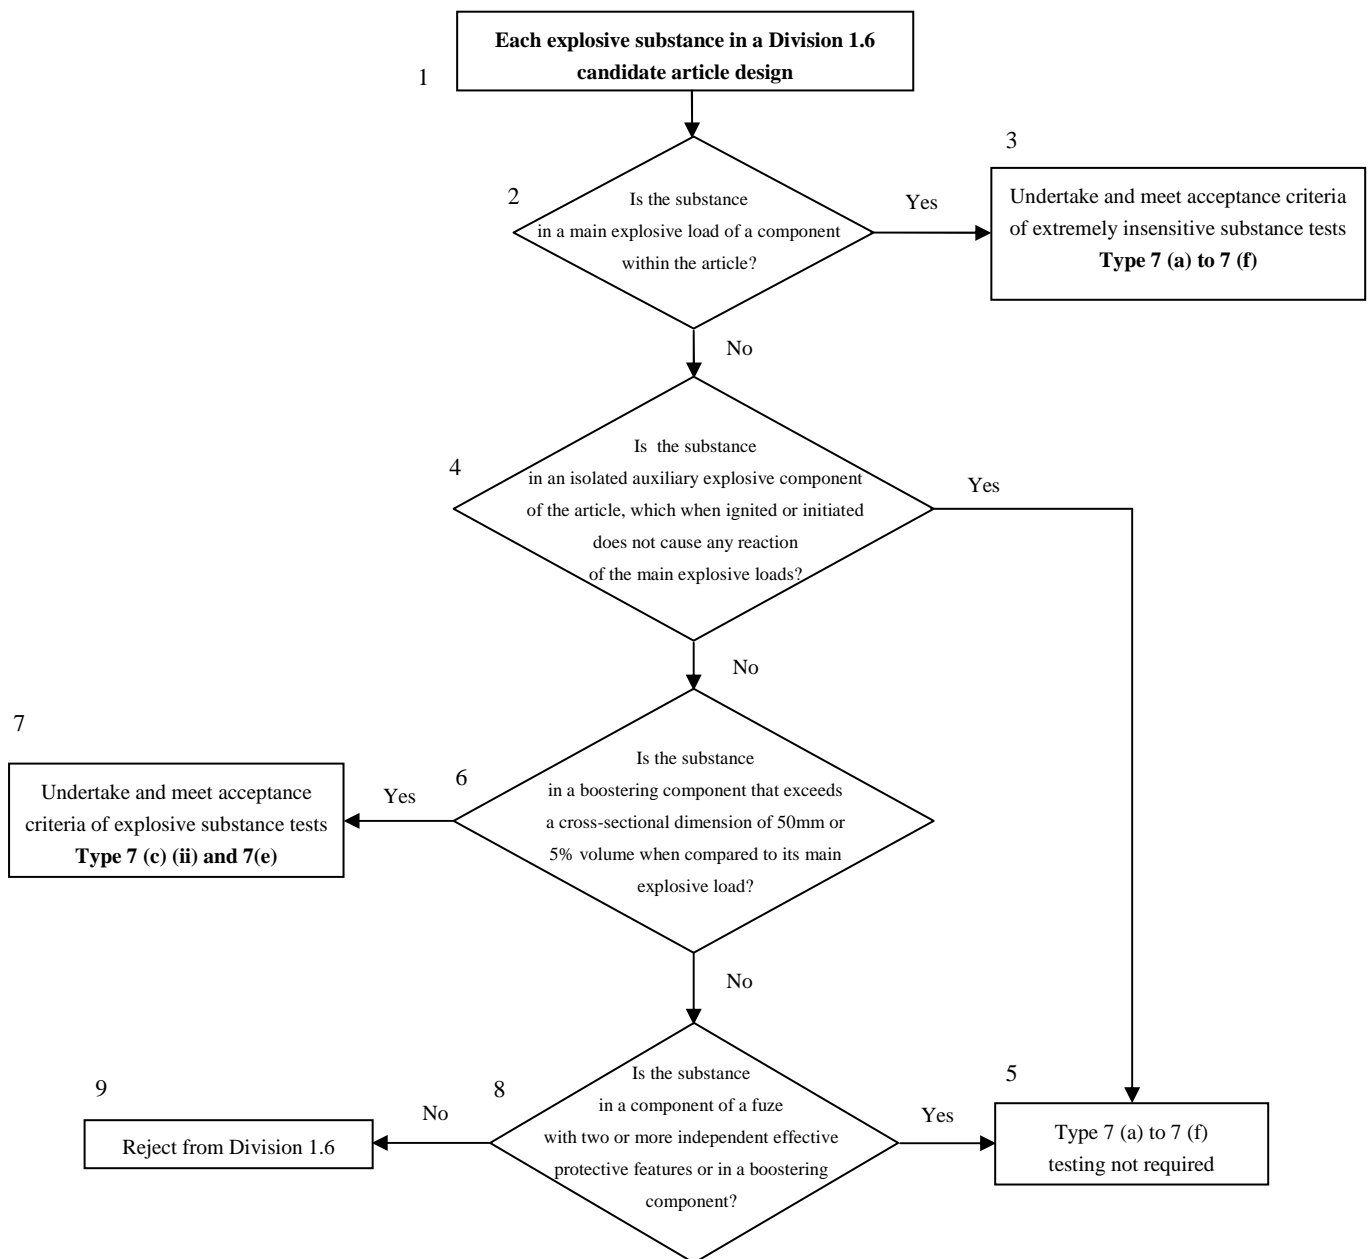 Each explosive substance in a Division 1.6
candidate article design
1
3
2
Is the substance
in a main explosive load of a component
within the article?
Yes
Undertake and meet acceptance criteria
of extremely insensitive substance tests
Type 7 (a) to 7 (f)
No
4
Is the substance
in an isolated auxiliary explosive component
of the article, which when ignited or initiated
does not cause any reaction
of the main explosive loads?
Yes
No
7
6
Is the substance
in a boostering component that exceeds
a cross-sectional dimension of 50mm or
5% volume when compared to its main
explosive load?
Yes
Undertake and meet acceptance
criteria of explosive substance tests
Type 7 (c) (ii) and 7(e)
No
9
8
Is the substance
in a component of a fuze
with two or more independent effective
protective features or in a boostering
component?
No
Reject from Division 1.6
Yes
5
Type 7 (a) to 7 (f)
testing not required